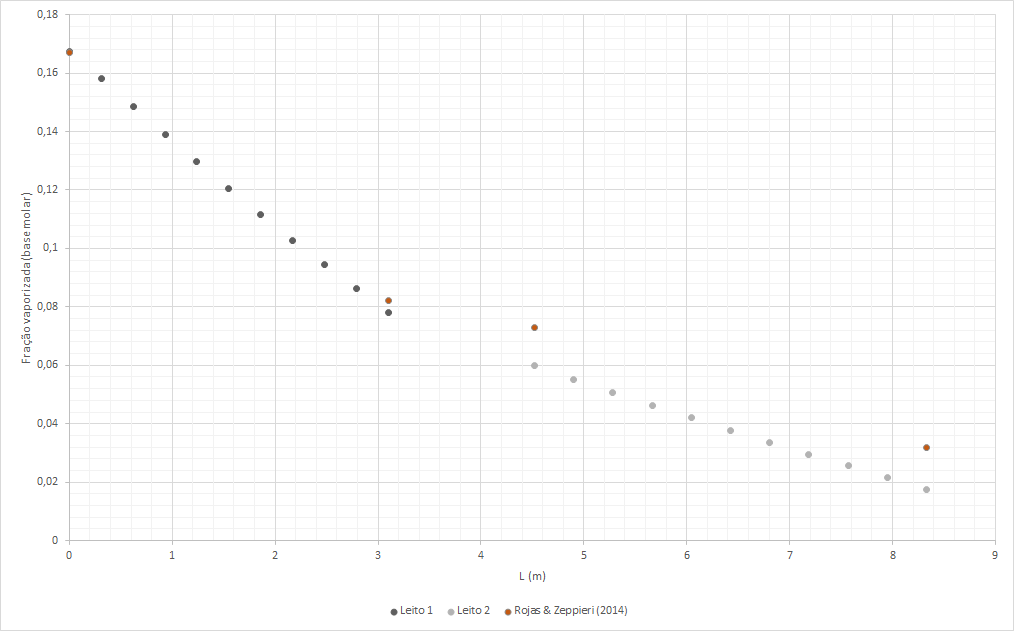 0,18
0,16
0,14
0,12
0,1
0,08
0,06
0,04
0,02
0
Fração vaporizada (base molar)
0 1 2 3 4 5 6 7 8 9
L (m)
Leito 1 Leito 2 Rojas & Zeppieri (2014)